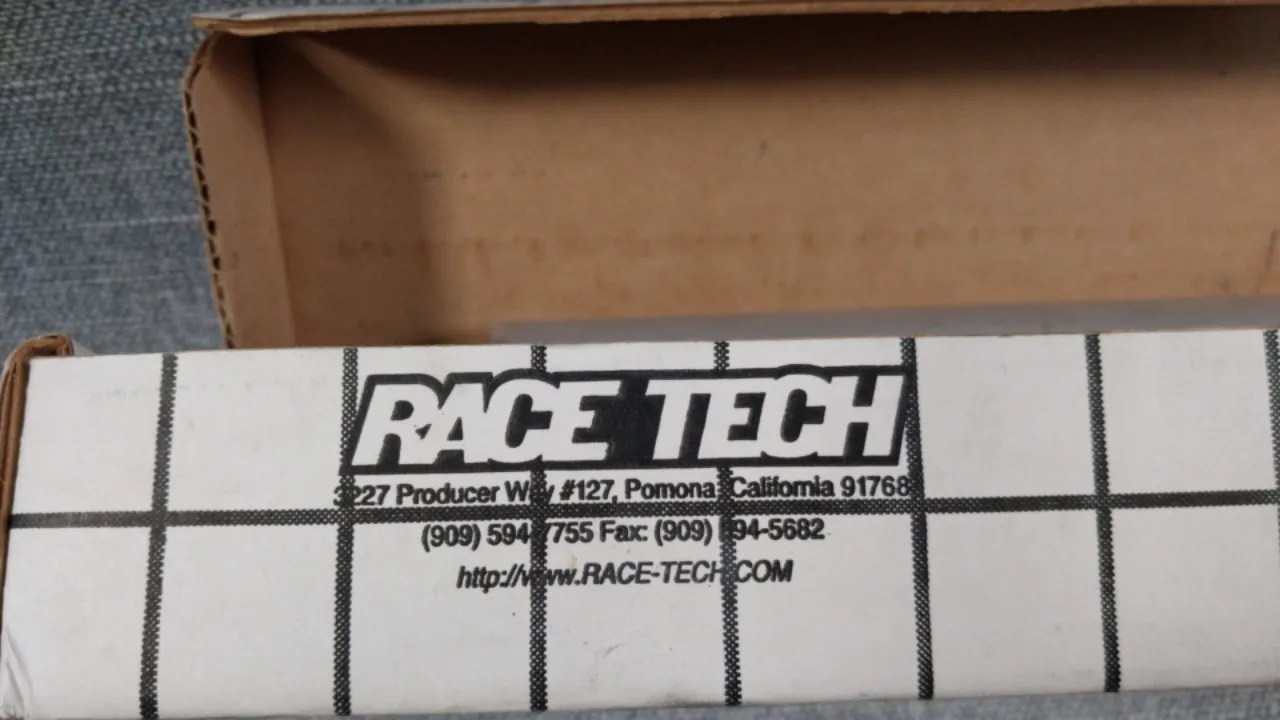 RACE TECH
3227 Producer Way #127, Pomona, California 91768
(909) 594-7755 Fax: (909) 594-5682
http://www.RACE-TECH.COM